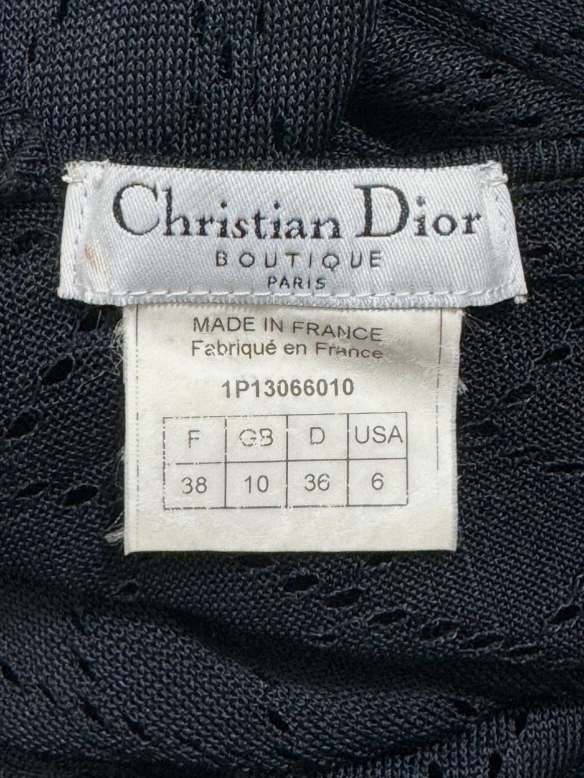 Christian Dior
BOUTIQUE
PARIS
MADE IN FRANCE
Fabriqué en France
1P13066010
F GB D USA
38 10 36 6